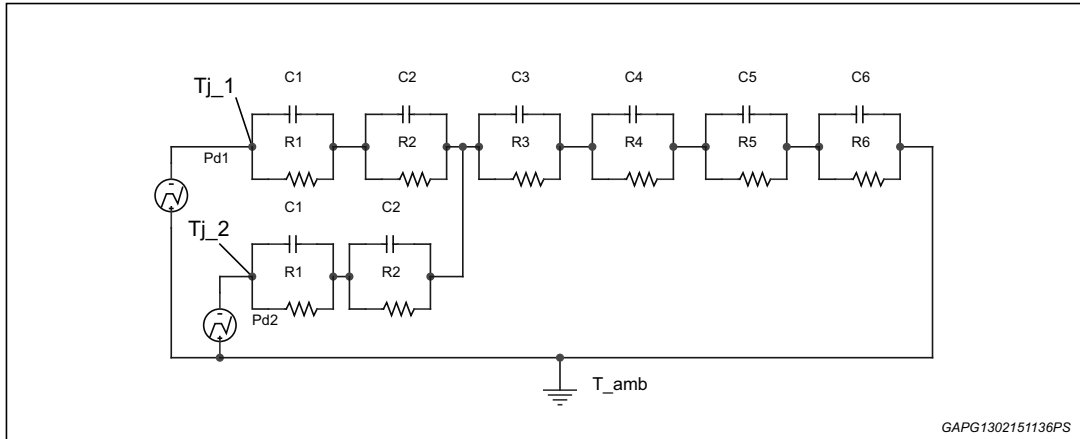 C1 C2 C3 C4 C5 C6
Tj_1
R1 R2 R3 R4 R5 R6
Pd1
C1 C2
Tj_2
R1 R2
Pd2
T_amb
GAPG1302151136PS